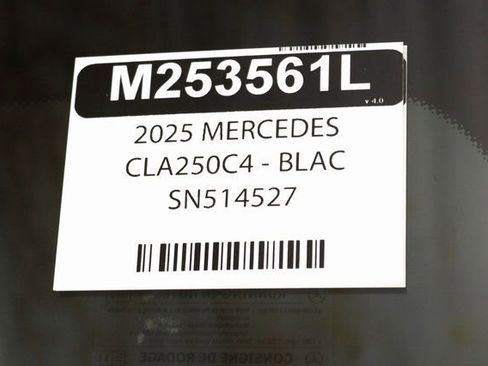 M253561L
v 4.0
2025 MERCEDES
CLA250C4 - BLAC
SN514527
CONSIGNE DE RODAGE